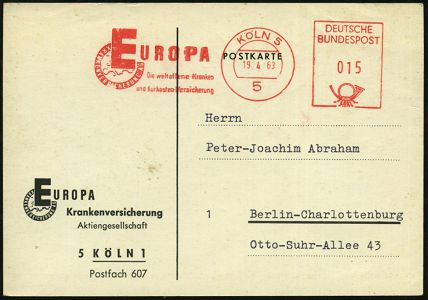 EUROPA
Die weltoffene Kranken
und Kurkosten-Versicherung
KÖLN 5
19.4.63
5
DEUTSCHE
BUNDESPOST
015
POSTKARTE
Herrn
Peter-Joachim Abraham
1 Berlin-Charlottenburg
Otto-Suhr-Allee 43
EUROPA
Krankenversicherung
Aktiengesellschaft
5 KÖLN 1
Postfach 607